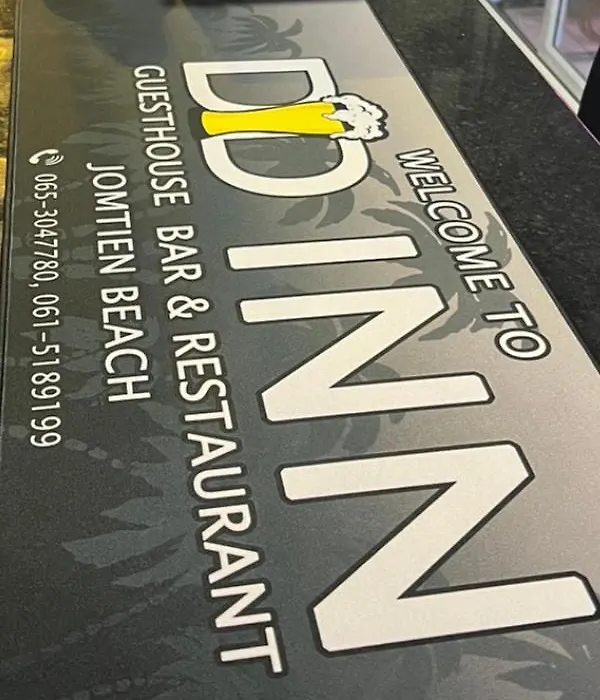 WELCOME TO
DD INN
GUESTHOUSE BAR & RESTAURANT
JOMTIEN BEACH
065-3047780, 061-5189199